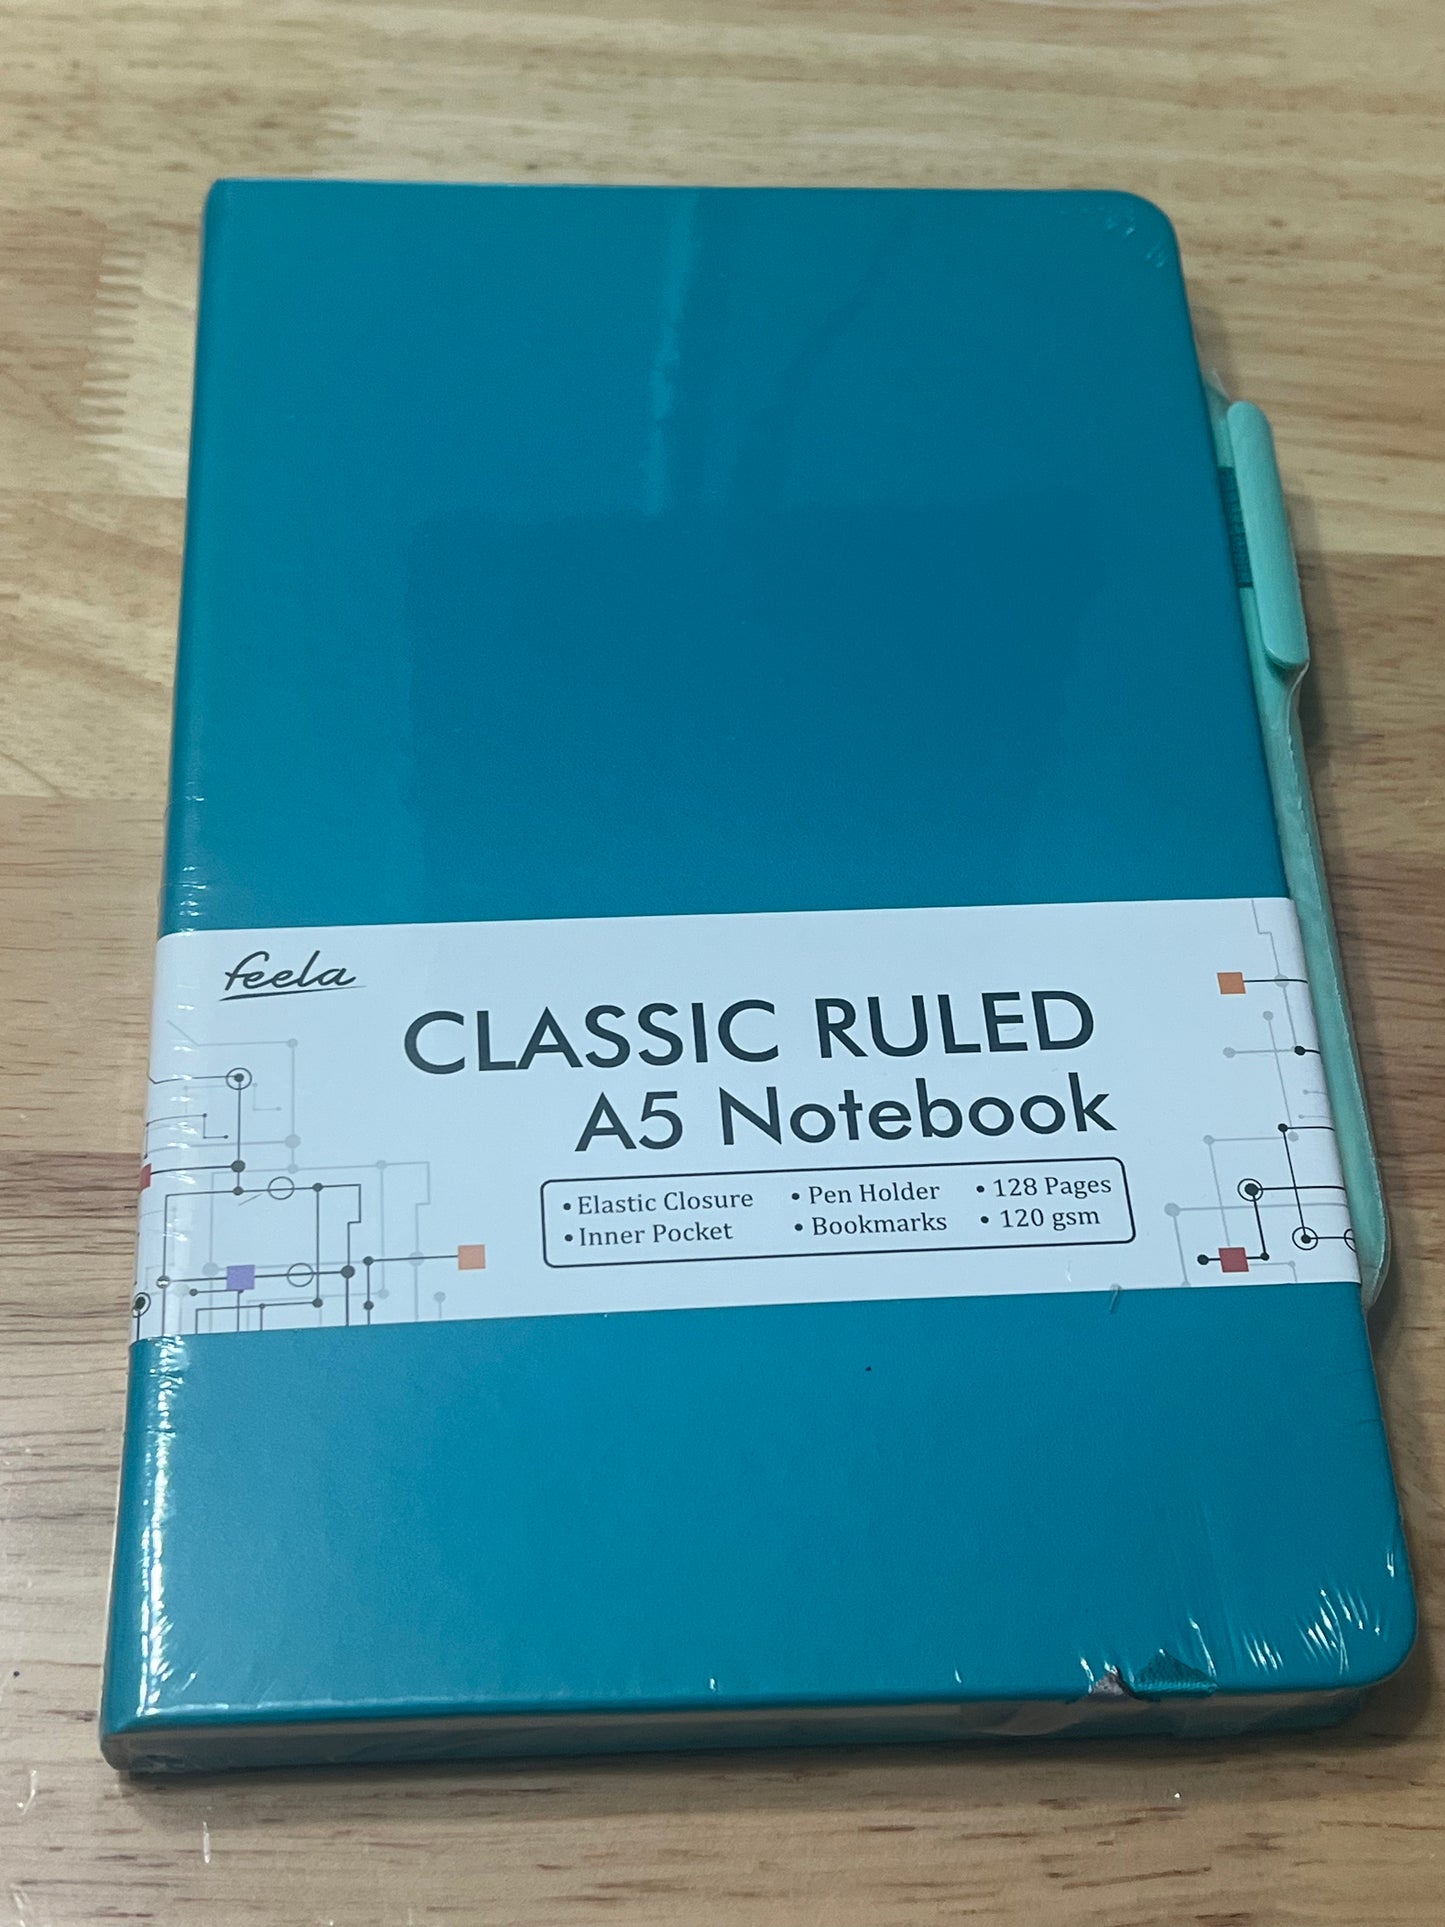 feela
CLASSIC RULED
A5 Notebook
• Elastic Closure • Pen Holder • 128 Pages
• Inner Pocket • Bookmarks • 120 gsm